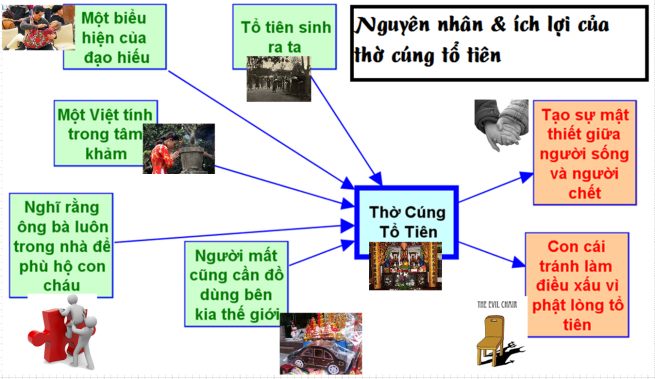 Nguyên nhân & ích lợi của
thờ cúng tổ tiên
Một biểu
hiện của
đạo hiếu
Tổ tiên sinh
ra ta
Một Việt tính
trong tâm
khảm
Nghĩ rằng
ông bà luôn
trong nhà để
phù hộ con
cháu
Người mất
cũng cần đồ
dùng bên
kia thế giới
Thờ Cúng
Tổ Tiên
Tạo sự mật
thiết giữa
người sống
và người
chết
Con cái
tránh làm
điều xấu vì
phật lòng tổ
tiên
THE EVIL CHAIR